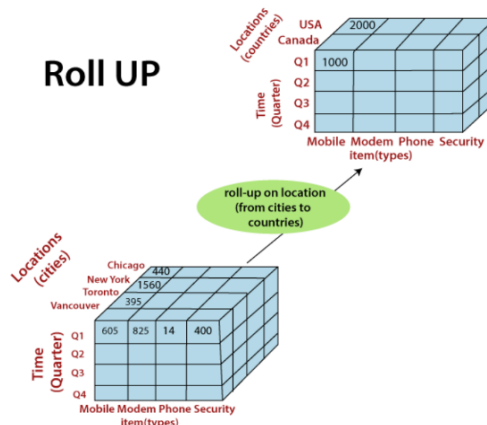 Roll UP
Locations
(countries)
USA
Canada
2000
Time
(Quarter)
Q1
Q2
Q3
Q4
1000
Mobile Modem Phone Security
item(types)
roll-up on location
(from cities to
countries)
Locations
(cities)
Chicago
New York
Toronto
Vancouver
440
1560
395
Time
(Quarter)
Q1
Q2
Q3
Q4
605 825 14 400
Mobile Modem Phone Security
item(types)